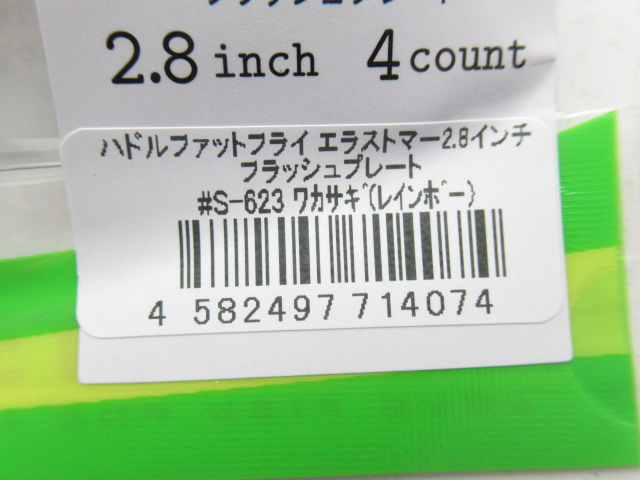 2.8 inch 4 count
ハドルファットフライ エラストマー2.8インチ
フラッシュプレート
#S-623 ワカサギ(レインボー)
4 582497 714074